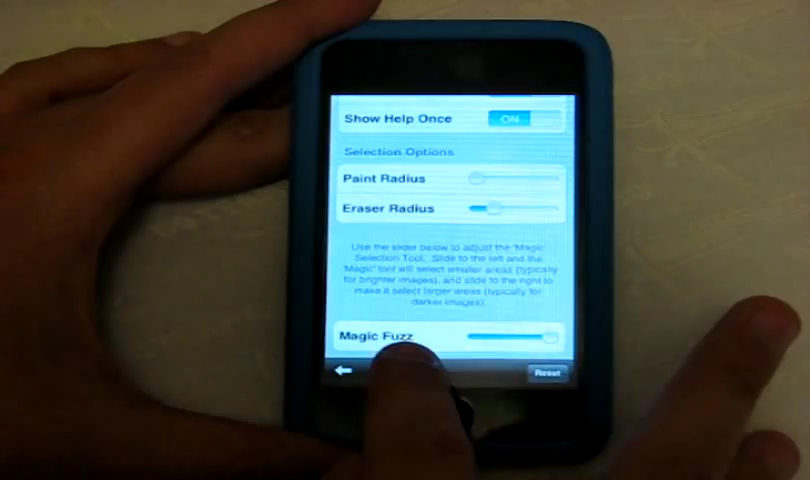 Show Help Once
ON
Selection Options
Paint Radius
Eraser Radius
Use the slider below to adjust the 'Magic'
Selection Tool. Slide to the left and the
'Magic' tool will select smaller areas (typically
for brighter images), and slide to the right to
make it select larger areas (typically for
darker images).
Magic Fuzz
Reset